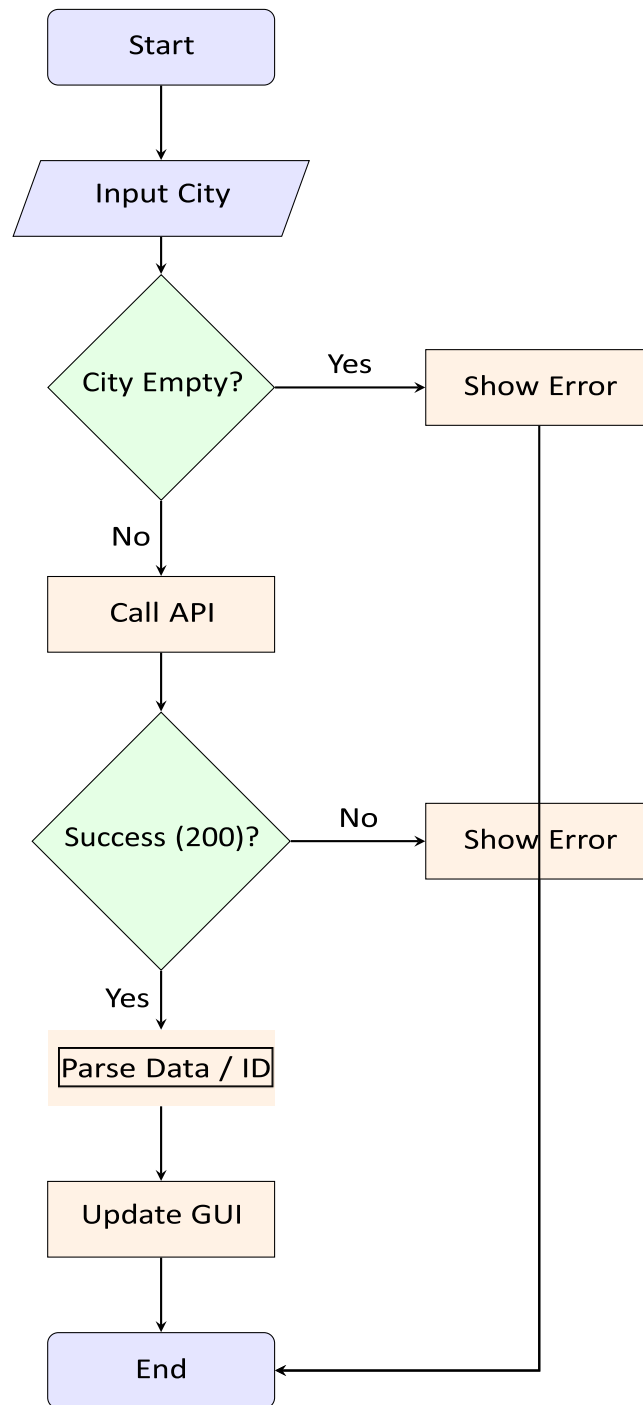 Start
Input City
City Empty?
Yes
Show Error
No
Call API
Success (200)?
No
Show Error
Yes
Parse Data / ID
Update GUI
End